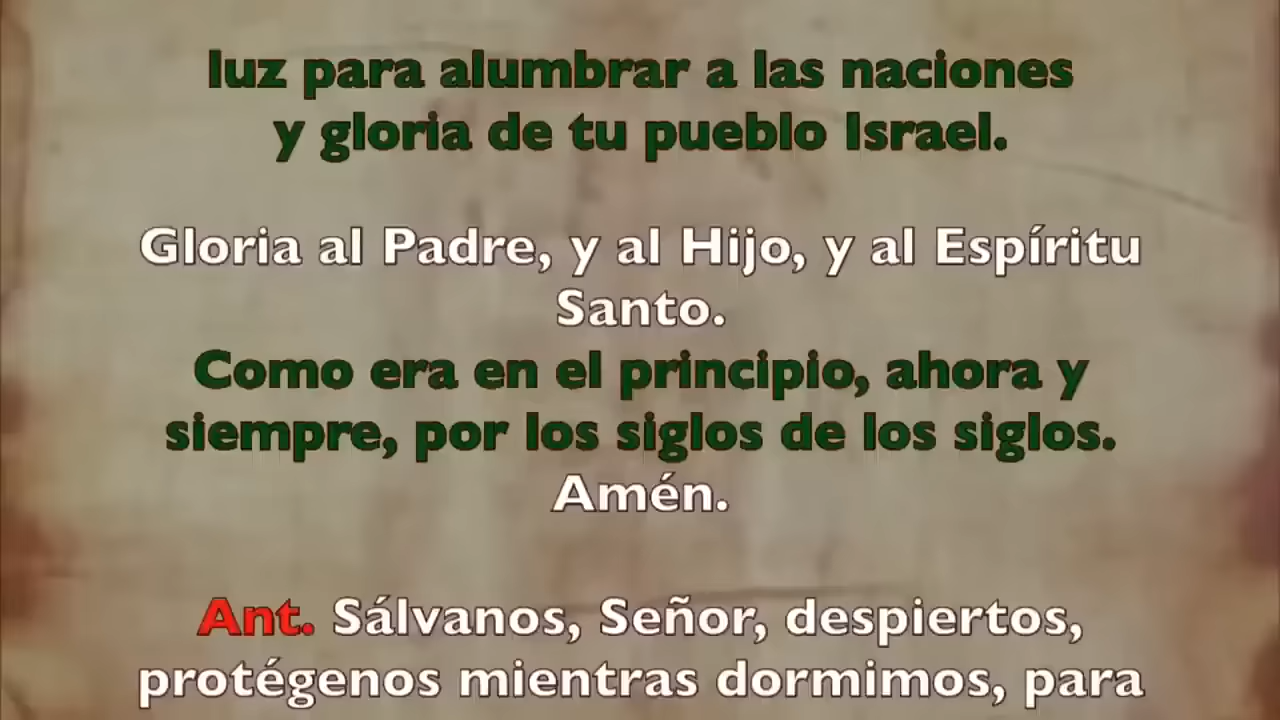 luz para alumbrar a las naciones
y gloria de tu pueblo Israel.
Gloria al Padre, y al Hijo, y al Espíritu
Santo.
Como era en el principio, ahora y
siempre, por los siglos de los siglos.
Amén.
Ant. Sálvanos, Señor, despiertos,
protégenos mientras dormimos, para